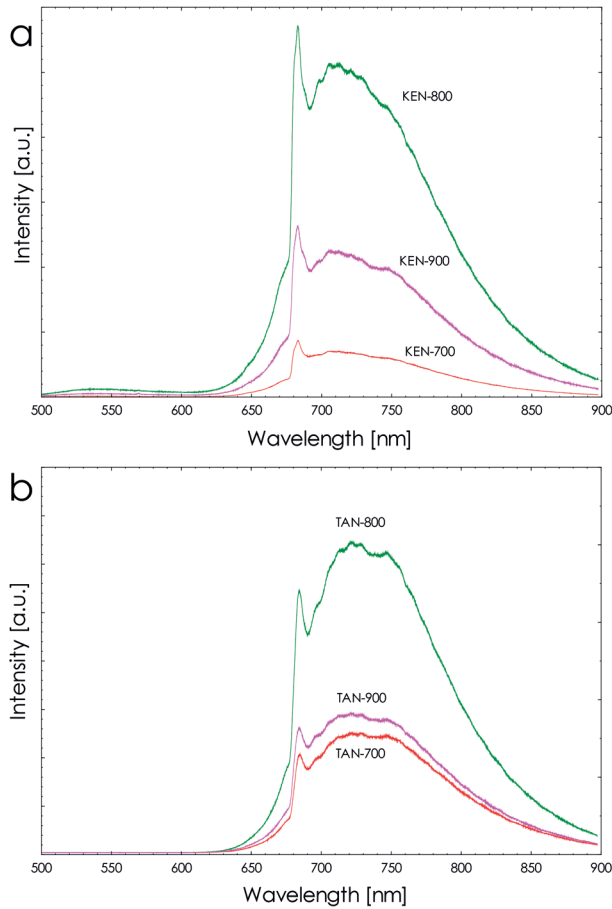 a
Intensity [a.u.]
KEN-800
KEN-900
KEN-700
500 550 600 650 700 750 800 850 900
Wavelength [nm]
b
Intensity [a.u.]
TAN-800
TAN-900
TAN-700
500 550 600 650 700 750 800 850 900
Wavelength [nm]